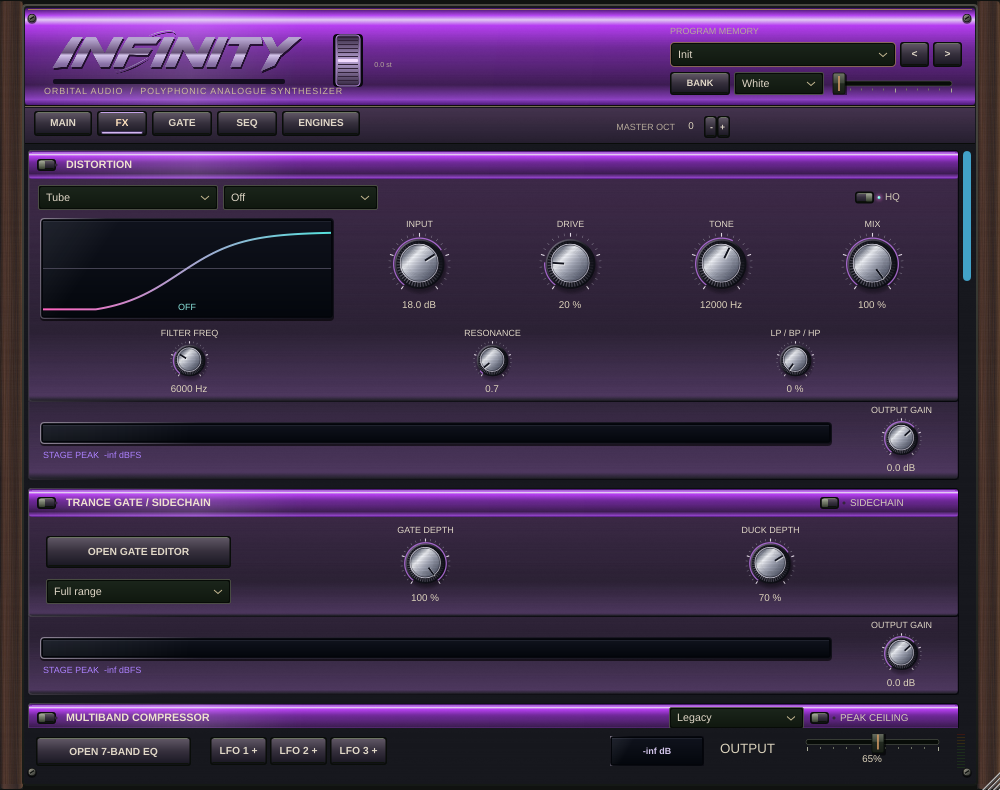 INFINITY
0.0 st
ORBITAL AUDIO / POLYPHONIC ANALOGUE SYNTHESIZER
PROGRAM MEMORY
Init
<
>
BANK
White
MAIN
FX
GATE
SEQ
ENGINES
MASTER OCT 0 - +
DISTORTION
Tube
Off
HQ
OFF
INPUT
18.0 dB
DRIVE
20 %
TONE
12000 Hz
MIX
100 %
FILTER FREQ
6000 Hz
RESONANCE
0.7
LP / BP / HP
0 %
STAGE PEAK -inf dBFS
OUTPUT GAIN
0.0 dB
TRANCE GATE / SIDECHAIN
SIDECHAIN
OPEN GATE EDITOR
Full range
GATE DEPTH
100 %
DUCK DEPTH
70 %
STAGE PEAK -inf dBFS
OUTPUT GAIN
0.0 dB
MULTIBAND COMPRESSOR
Legacy
PEAK CEILING
OPEN 7-BAND EQ
LFO 1 +
LFO 2 +
LFO 3 +
-inf dB
OUTPUT
65%